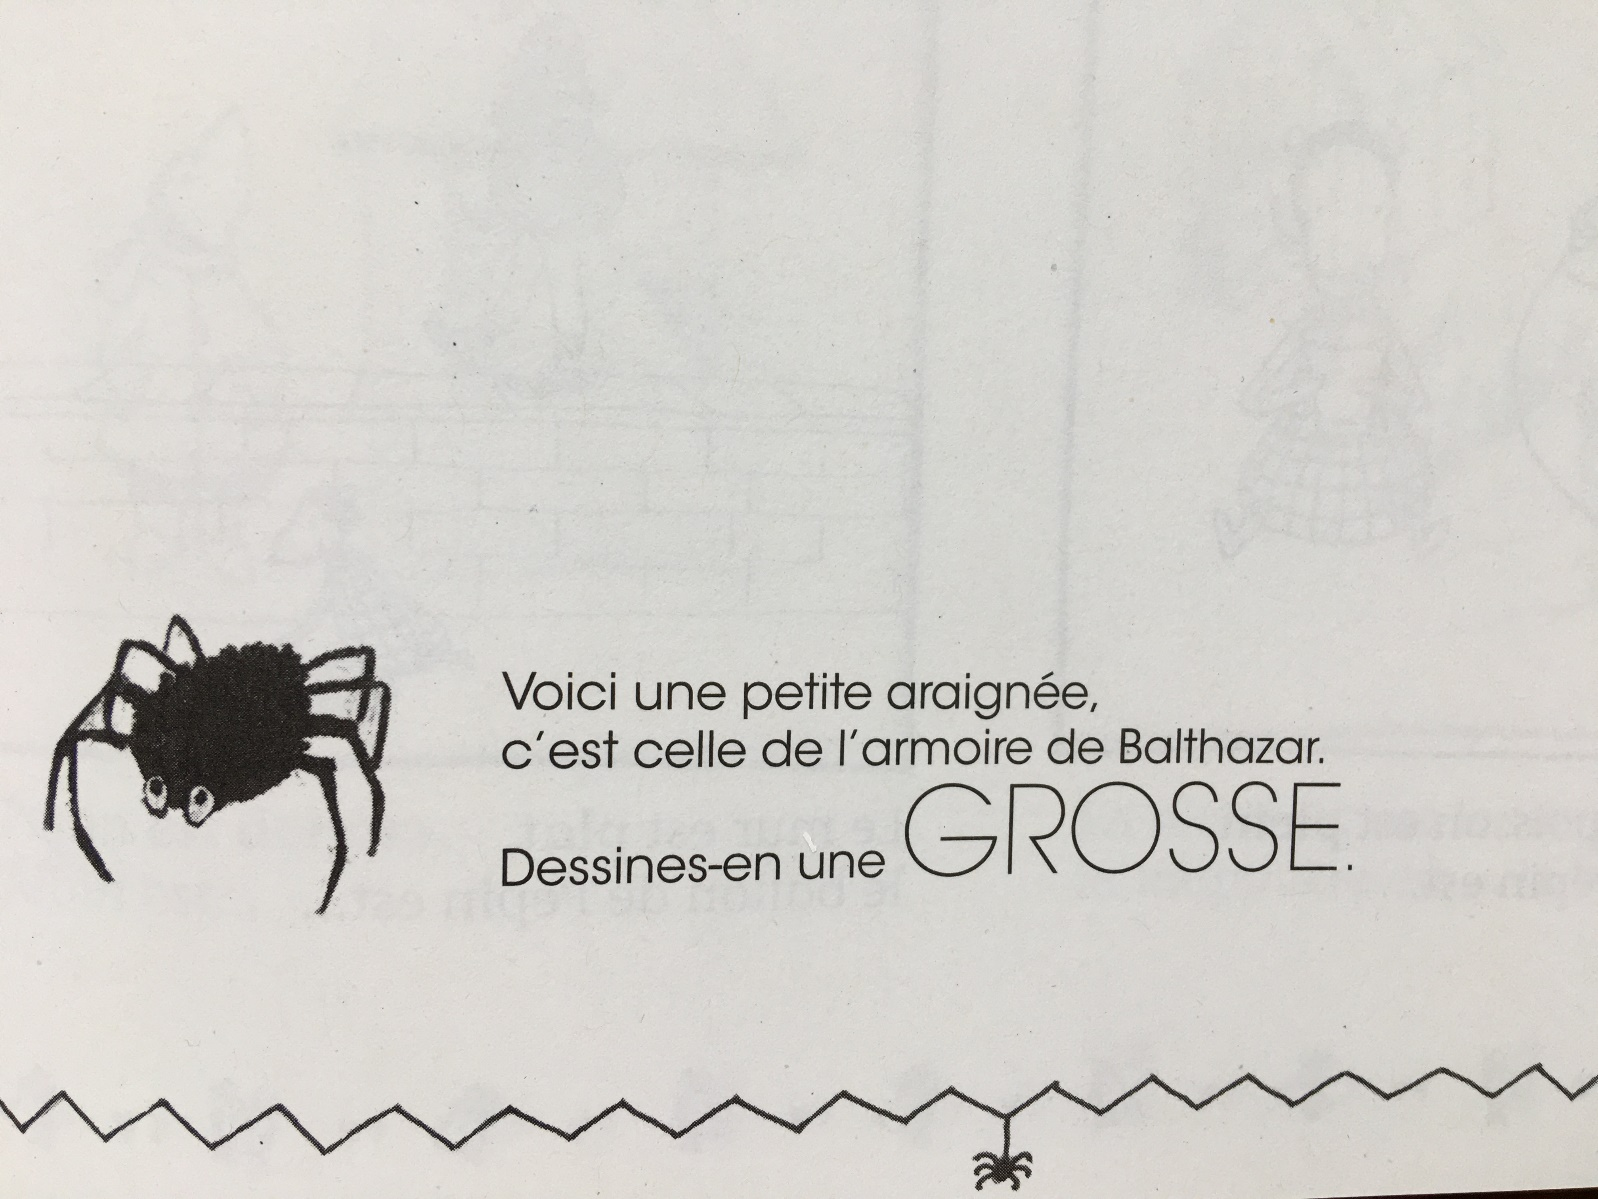 Voici une petite araignée,
c'est celle de l'armoire de Balthazar.
Dessines-en une GROSSE.